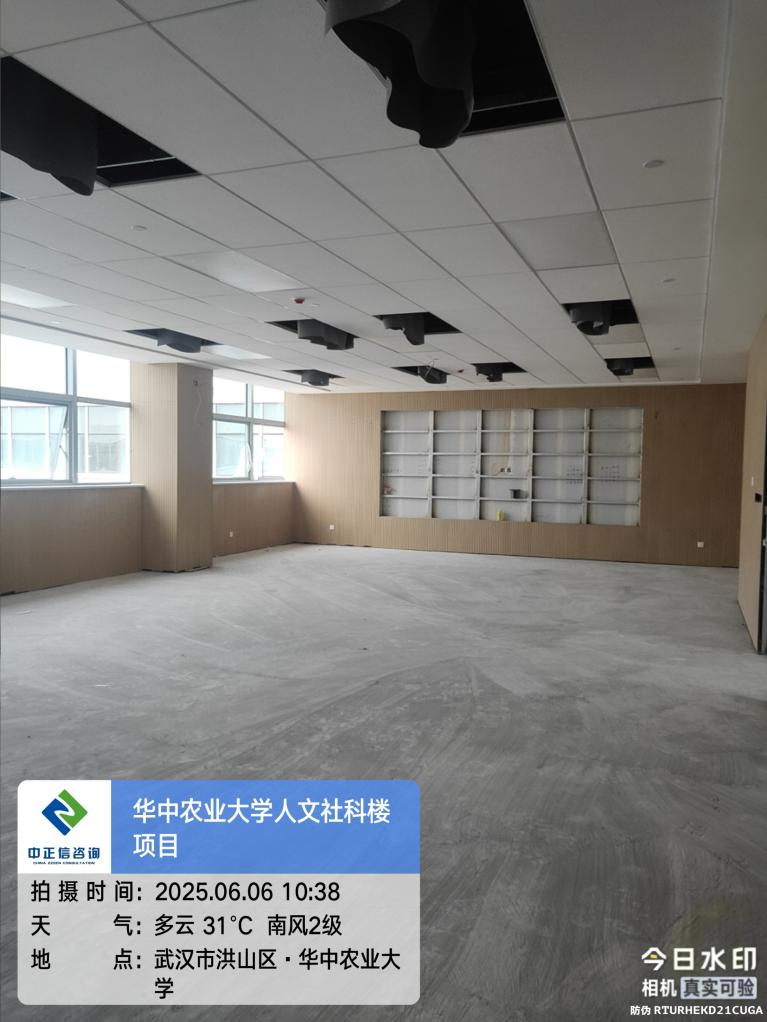 华中农业大学人文社科楼
项目
中正信咨询
CHINA ZZXIN CONSULTATION
拍摄时间：2025.06.06 10:38
天气：多云 31℃ 南风2级
地点：武汉市洪山区·华中农业大
学
今日水印
相机 真实可验
防伪 RTURHEKD21CUGA